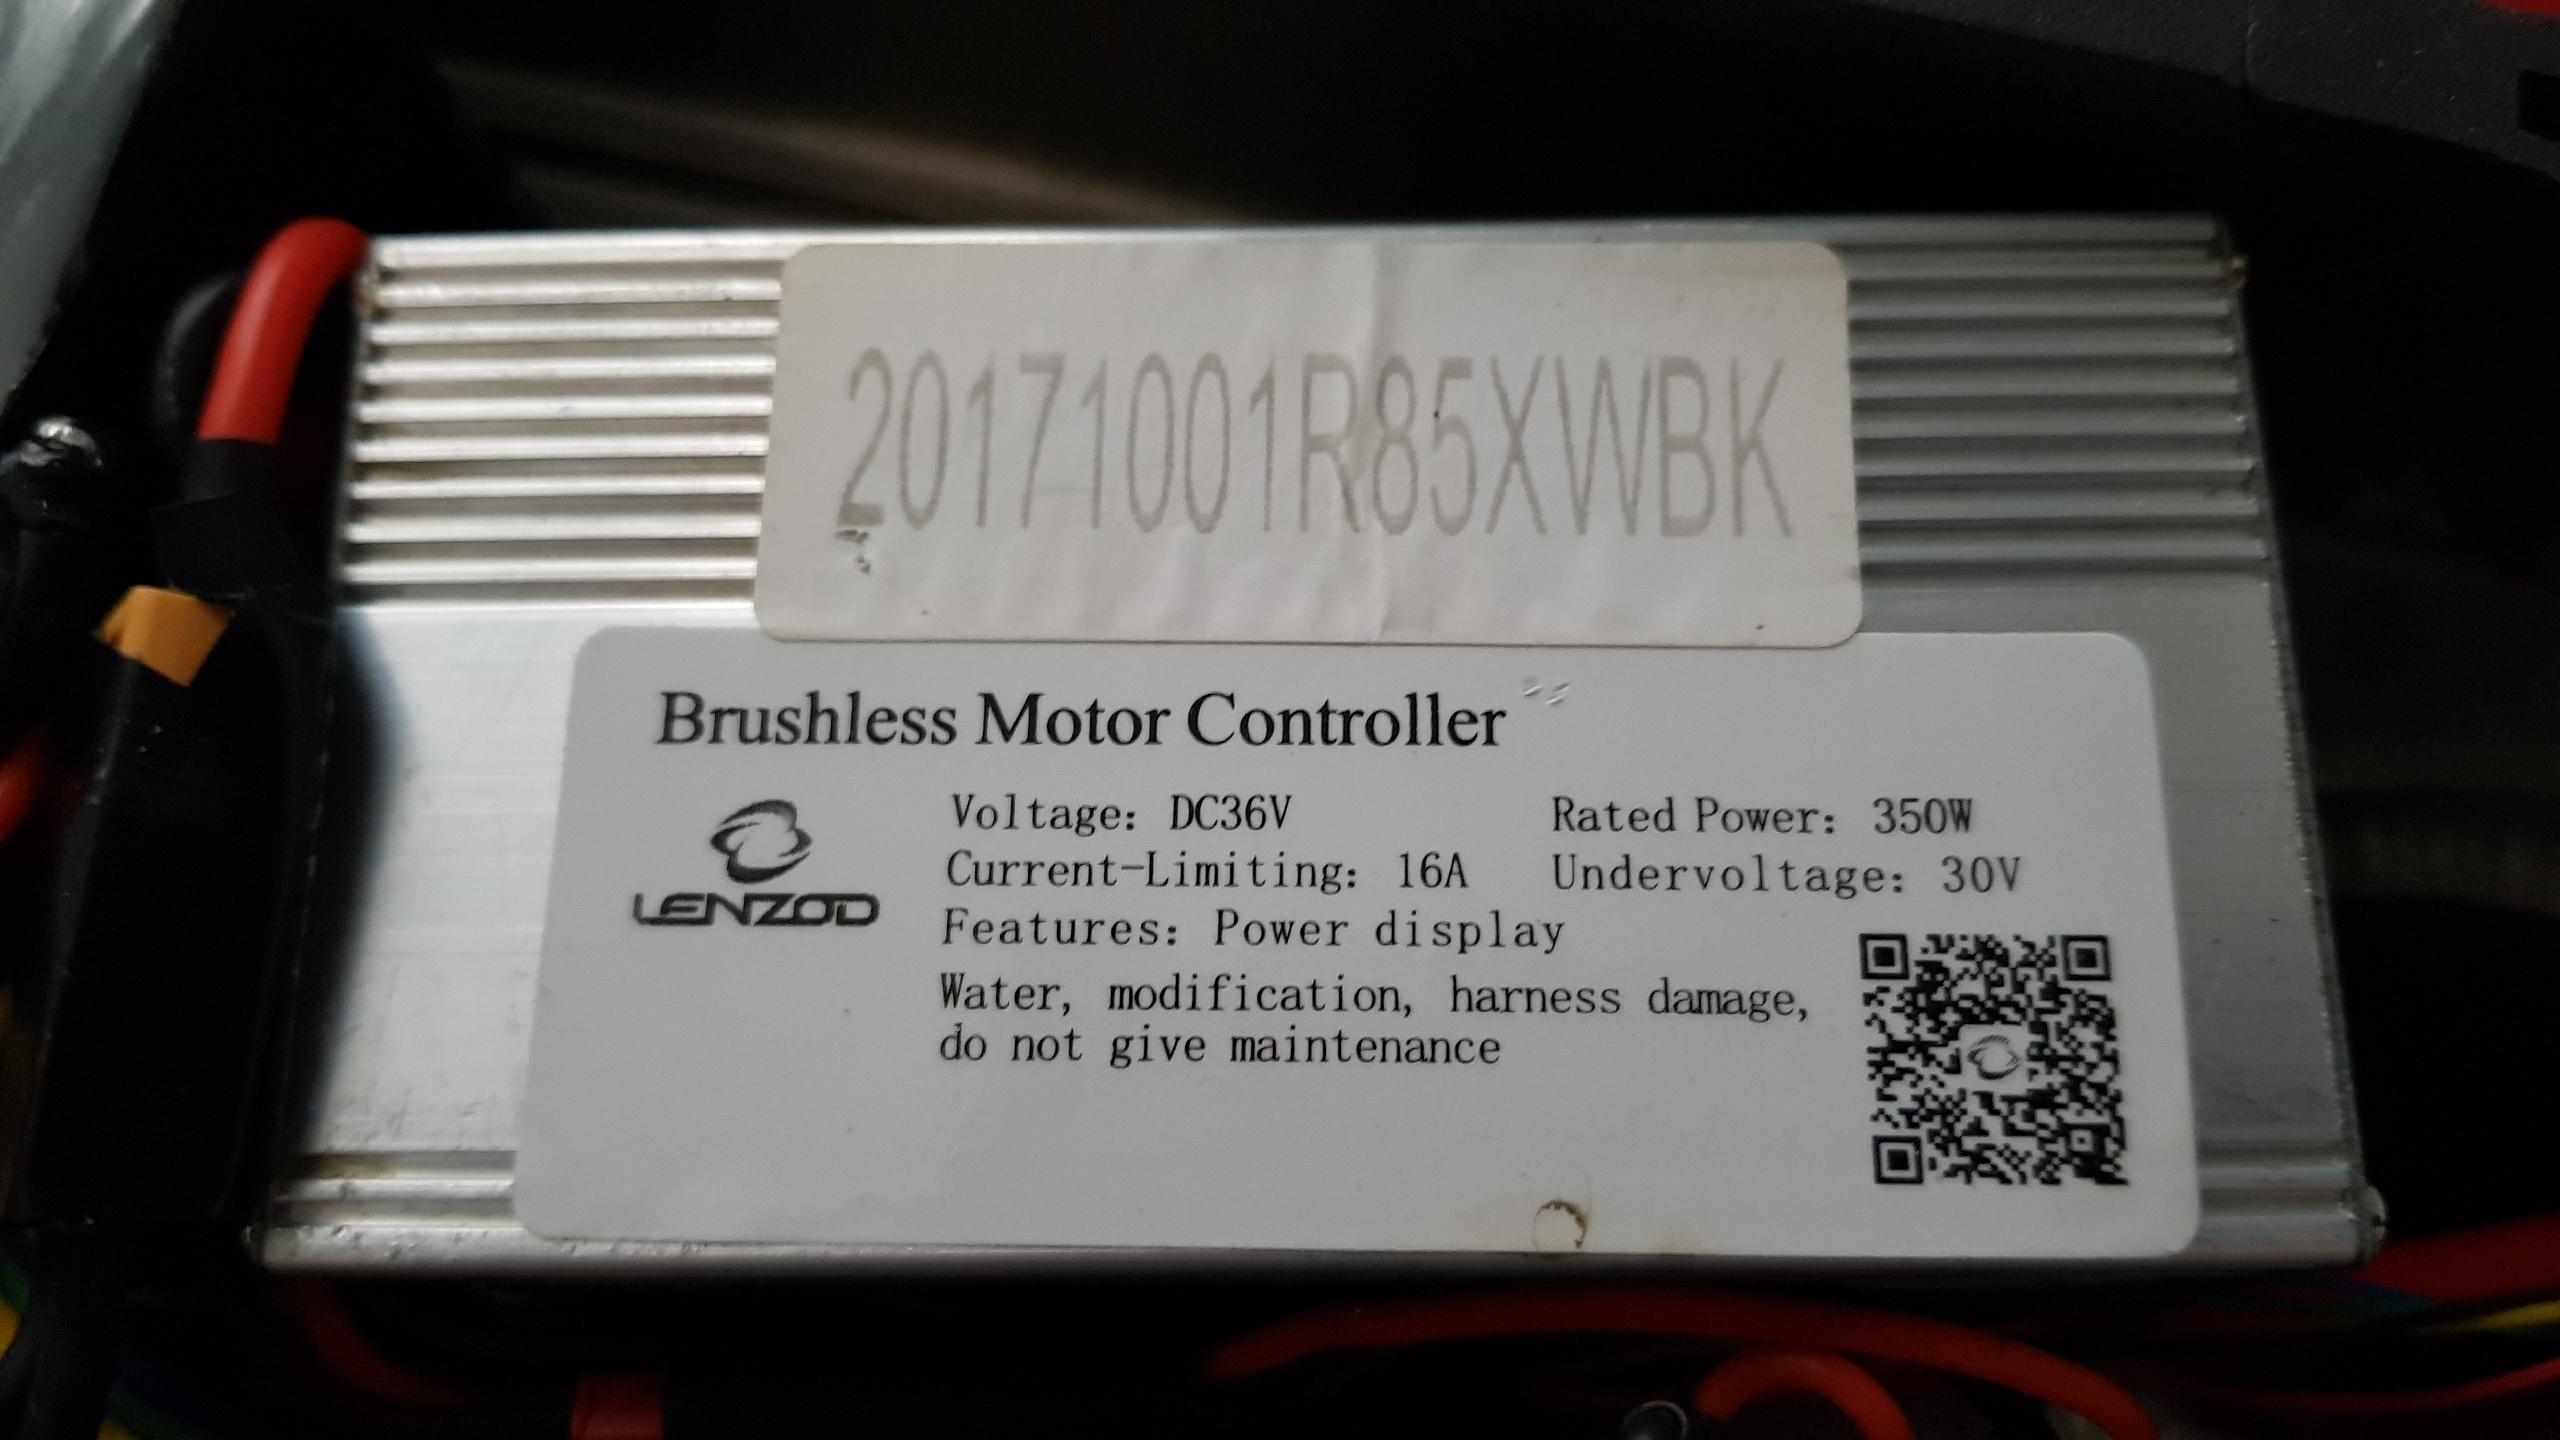 20171001R85XWBK
Brushless Motor Controller
LENZOD
Voltage: DC36V Rated Power: 350W
Current-Limiting: 16A Undervoltage: 30V
Features: Power display
Water, modification, harness damage,
do not give maintenance